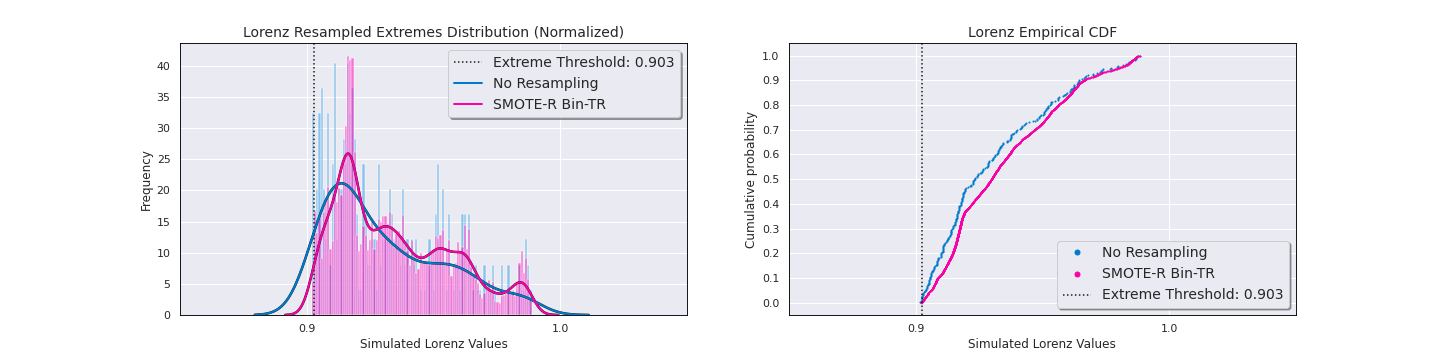 Lorenz Resampled Extremes Distribution (Normalized)
Frequency
40
35
30
25
20
15
10
5
0
Extreme Threshold: 0.903
No Resampling
SMOTE-R Bin-TR
0.9
1.0
Simulated Lorenz Values
Lorenz Empirical CDF
Cumulative probability
1.0
0.9
0.8
0.7
0.6
0.5
0.4
0.3
0.2
0.1
0.0
No Resampling
SMOTE-R Bin-TR
Extreme Threshold: 0.903
0.9
1.0
Simulated Lorenz Values